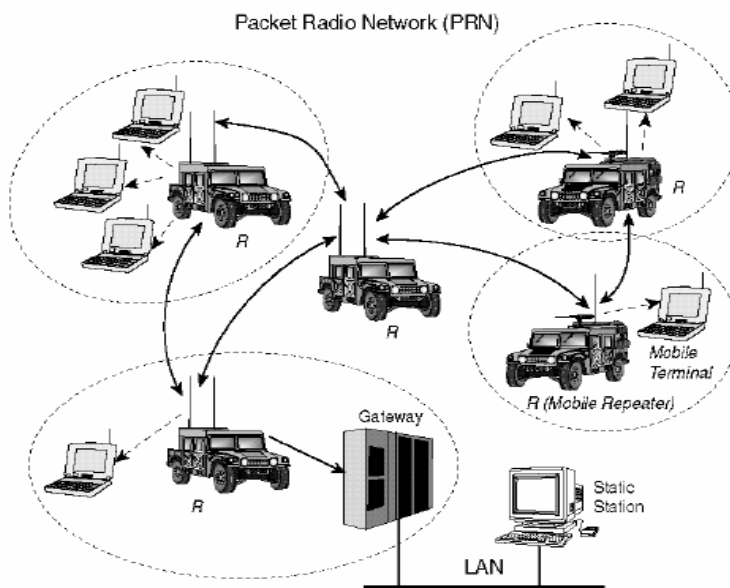 Packet Radio Network (PRN)
R
R
R
Mobile
Terminal
R (Mobile Repeater)
Gateway
R
Static
Station
LAN